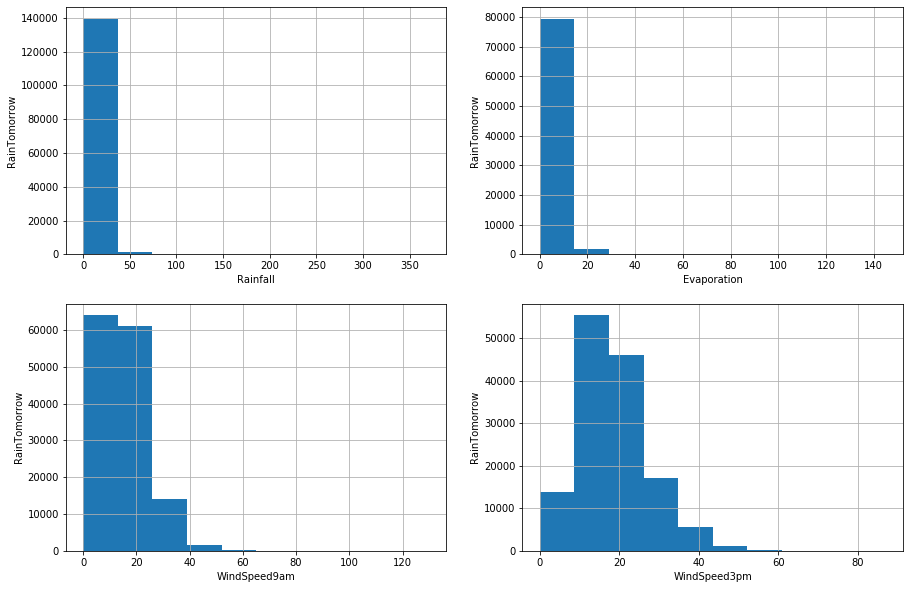 140000
120000
100000
80000
60000
40000
20000
0
RainTomorrow
0 50 100 150 200 250 300 350
Rainfall
80000
70000
60000
50000
40000
30000
20000
10000
0
RainTomorrow
0 20 40 60 80 100 120 140
Evaporation
60000
50000
40000
30000
20000
10000
0
RainTomorrow
0 20 40 60 80 100 120
WindSpeed9am
50000
40000
30000
20000
10000
0
RainTomorrow
0 20 40 60 80
WindSpeed3pm